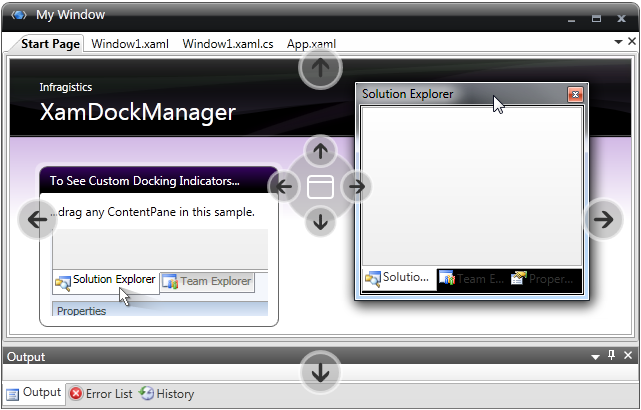 My Window
Start Page Window1.xaml Window1.xaml.cs App.xaml
Infragistics
XamDockManager
Solution Explorer
To See Custom Docking Indicators...
...drag any ContentPane in this sample.
Solution Explorer Team Explorer
Properties
Solutio... Team E... Proper...
Output
Output Error List History